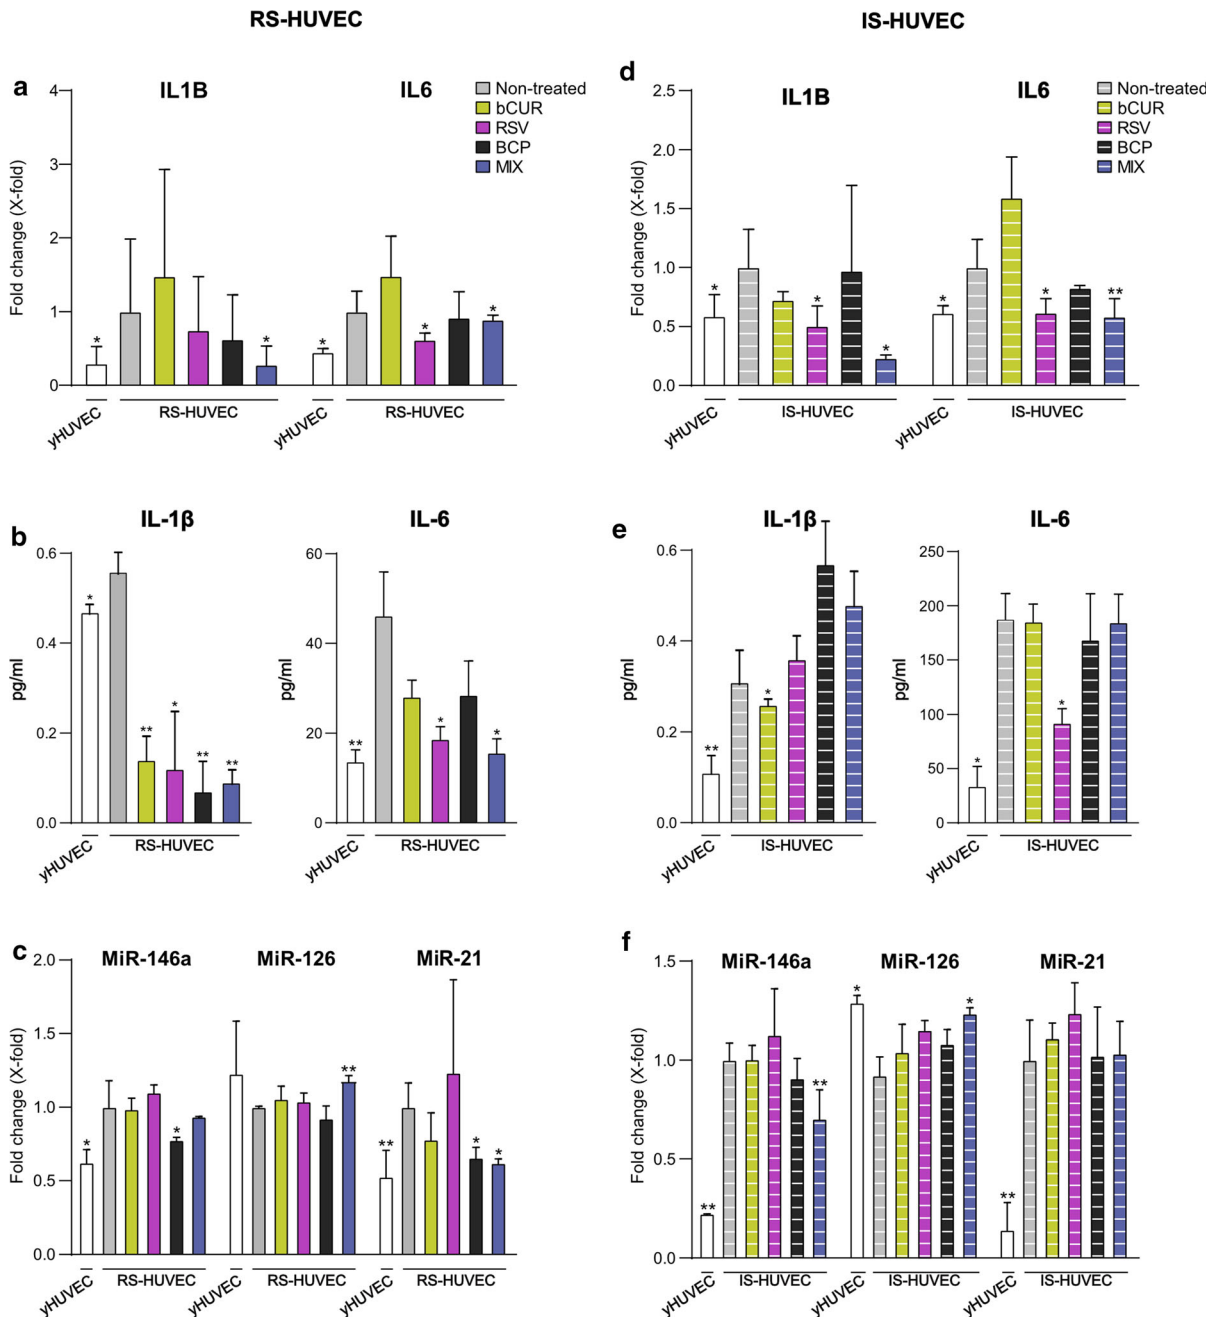 RS-HUVEC
IS-HUVEC
a
IL1B
IL6
Non-treated
bCUR
RSV
BCP
MIX
Fold change (X-fold)
4
3
2
1
0
*
*
*
*
*
yHUVEC
RS-HUVEC
yHUVEC
RS-HUVEC
d
IL1B
IL6
Non-treated
bCUR
RSV
BCP
MIX
Fold change (X-fold)
2.5
2.0
1.5
1.0
0.5
0.0
*
*
*
*
*
**
yHUVEC
IS-HUVEC
yHUVEC
IS-HUVEC
b
IL-1β
pg/ml
0.6
0.4
0.2
0.0
*
**
*
**
**
yHUVEC
RS-HUVEC
IL-6
60
40
20
0
**
*
*
yHUVEC
RS-HUVEC
e
IL-1β
pg/ml
0.6
0.4
0.2
0.0
**
*
yHUVEC
IS-HUVEC
IL-6
pg/ml
250
200
150
100
50
0
*
*
yHUVEC
IS-HUVEC
c
MiR-146a
MiR-126
MiR-21
Fold change (X-fold)
2.0
1.5
1.0
0.5
0.0
*
*
**
**
*
*
yHUVEC
RS-HUVEC
yHUVEC
RS-HUVEC
yHUVEC
RS-HUVEC
f
MiR-146a
MiR-126
MiR-21
Fold change (X-fold)
1.5
1.0
0.5
0.0
**
**
*
*
**
yHUVEC
IS-HUVEC
yHUVEC
IS-HUVEC
yHUVEC
IS-HUVEC
pg/ml